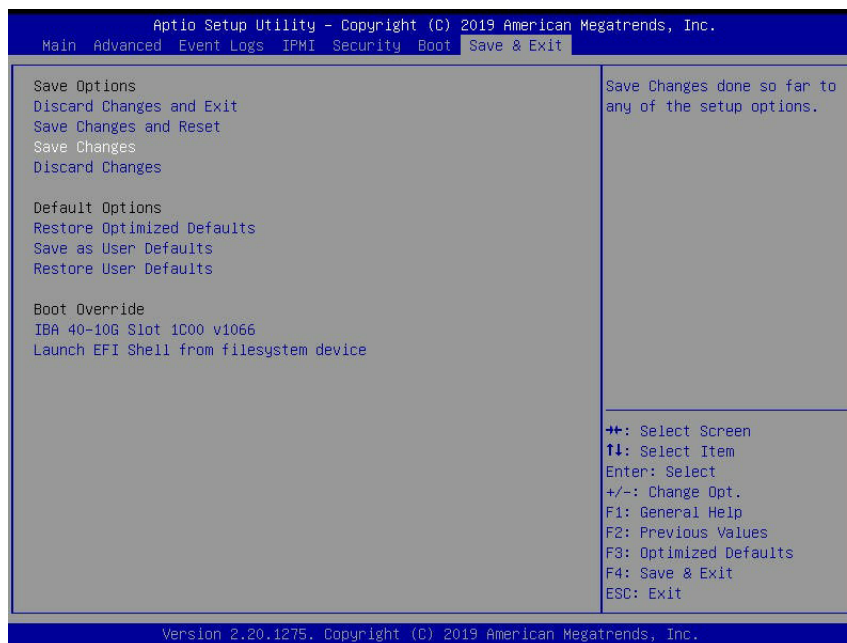 Aptio Setup Utility – Copyright (C) 2019 American Megatrends, Inc.
Main Advanced Event Logs IPMI Security Boot Save & Exit
Save Options
Discard Changes and Exit
Save Changes and Reset
Save Changes
Discard Changes
Default Options
Restore Optimized Defaults
Save as User Defaults
Restore User Defaults
Boot Override
IBA 40-10G Slot 1C00 v1066
Launch EFI Shell from filesystem device
Save Changes done so far to
any of the setup options.
→←: Select Screen
↑↓: Select Item
Enter: Select
+/-: Change Opt.
F1: General Help
F2: Previous Values
F3: Optimized Defaults
F4: Save & Exit
ESC: Exit
Version 2.20.1275. Copyright (C) 2019 American Megatrends, Inc.